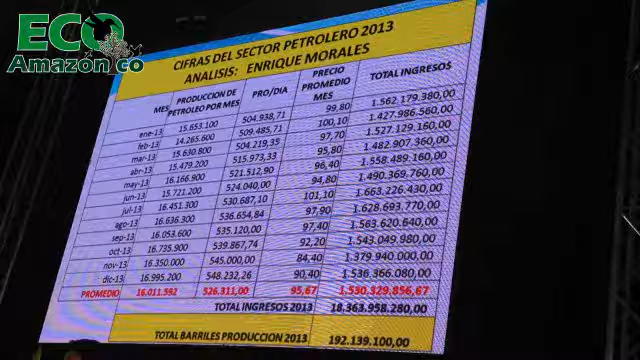 ECO
Amazónico
CIFRAS DEL SECTOR PETROLERO 2013
ANALISIS: ENRIQUE MORALES
MES PRODUCCION DE PETROLEO POR MES PRO/DIA PRECIO PROMEDIO MES TOTAL INGRESOS
ene-13 15.653.100 504.938,71 99,80 1.562.179.380,00
feb-13 14.265.600 509.485,71 100,10 1.427.986.560,00
mar-13 15.630.800 504.219,35 97,70 1.527.129.160,00
abr-13 15.479.200 515.973,33 95,80 1.482.907.360,00
may-13 16.166.900 521.512,90 96,40 1.558.489.160,00
jun-13 15.721.200 524.040,00 94,80 1.490.369.760,00
jul-13 16.451.300 530.687,10 101,10 1.663.226.430,00
ago-13 16.636.300 536.654,84 97,90 1.628.693.770,00
sep-13 16.053.600 535.120,00 97,40 1.563.620.640,00
oct-13 16.735.900 539.867,74 92,20 1.543.049.980,00
nov-13 16.350.000 545.000,00 84,40 1.379.940.000,00
dic-13 16.995.200 548.232,26 90,40 1.536.366.080,00
PROMEDIO 16.011.592 526.311,00 95,67 1.530.329.856,67
TOTAL INGRESOS 2013 18.363.958.280,00
TOTAL BARRILES PRODUCCION 2013 192.139.100,00